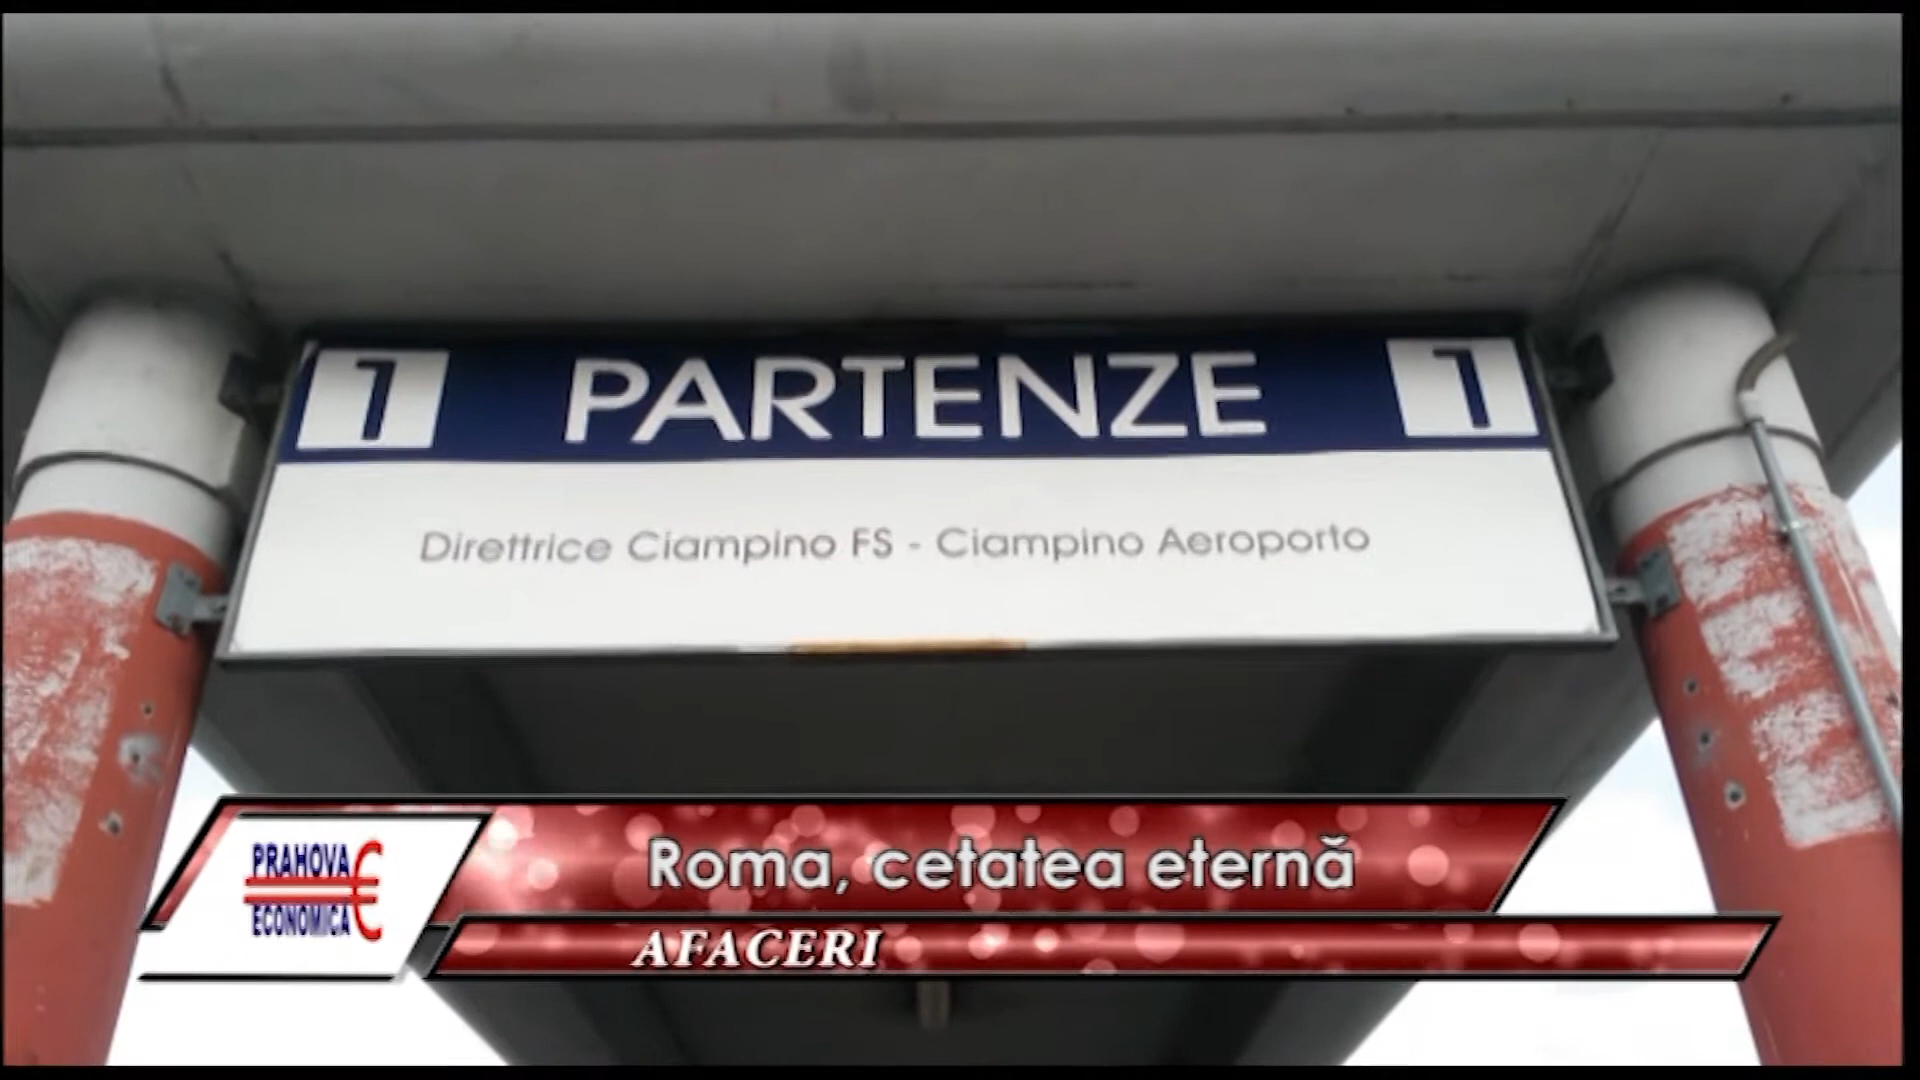 1 PARTENZE 1
Direttrice Ciampino FS - Ciampino Aeroporto
PRAHOVA
ECONOMICA €
Roma, cetatea eternă
AFACERI